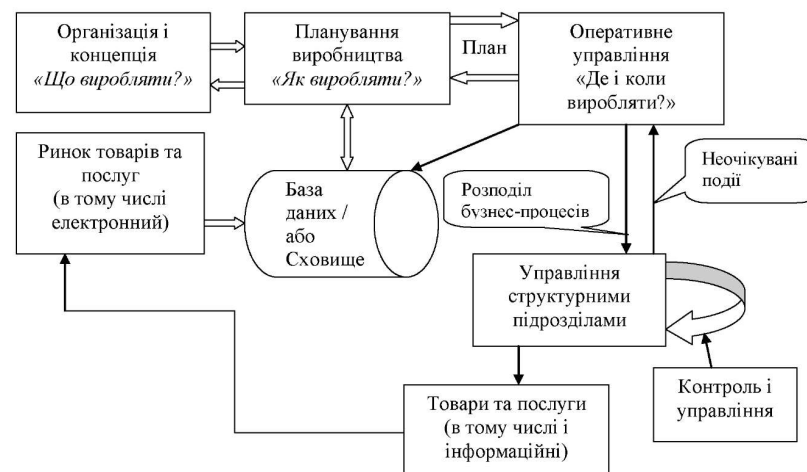 Організація і
концепція
«Що виробляти?»
Планування
виробництва
«Як виробляти?»
План
Оперативне
управління
«Де і коли
виробляти?»
Ринок товарів та
послуг
(в тому числі
електронний)
База
даних /
або
Сховище
Розподіл
бузнес-процесів
Неочікувані
події
Управління
структурними
підрозділами
Контроль і
управління
Товари та послуги
(в тому числі і
інформаційні)